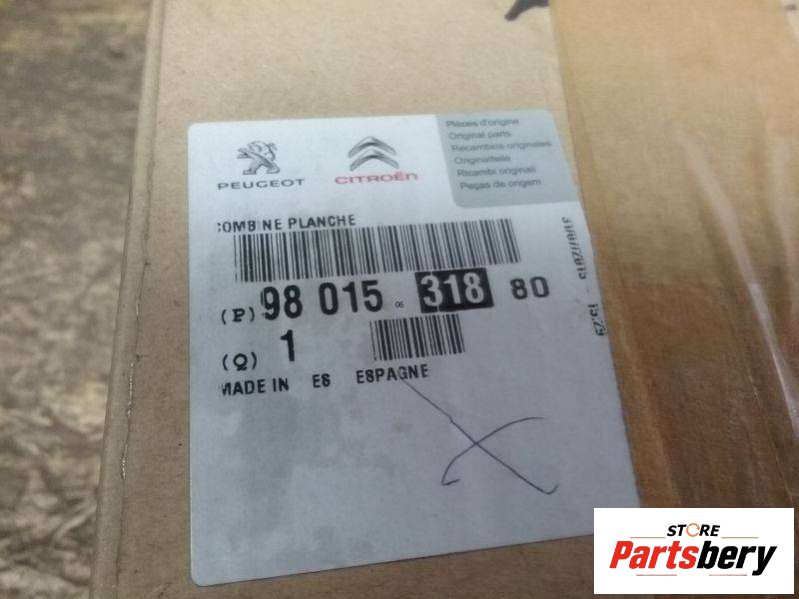 Pièces d'origine
Original parts
Recambios originales
Originalteile
Ricambi originali
Peças de origem
PEUGEOT
CITROËN
COMBINE PLANCHE
(P) 98 015 06 318 80
(Q) 1
MADE IN ES ESPAGNE
STORE
Partsbery